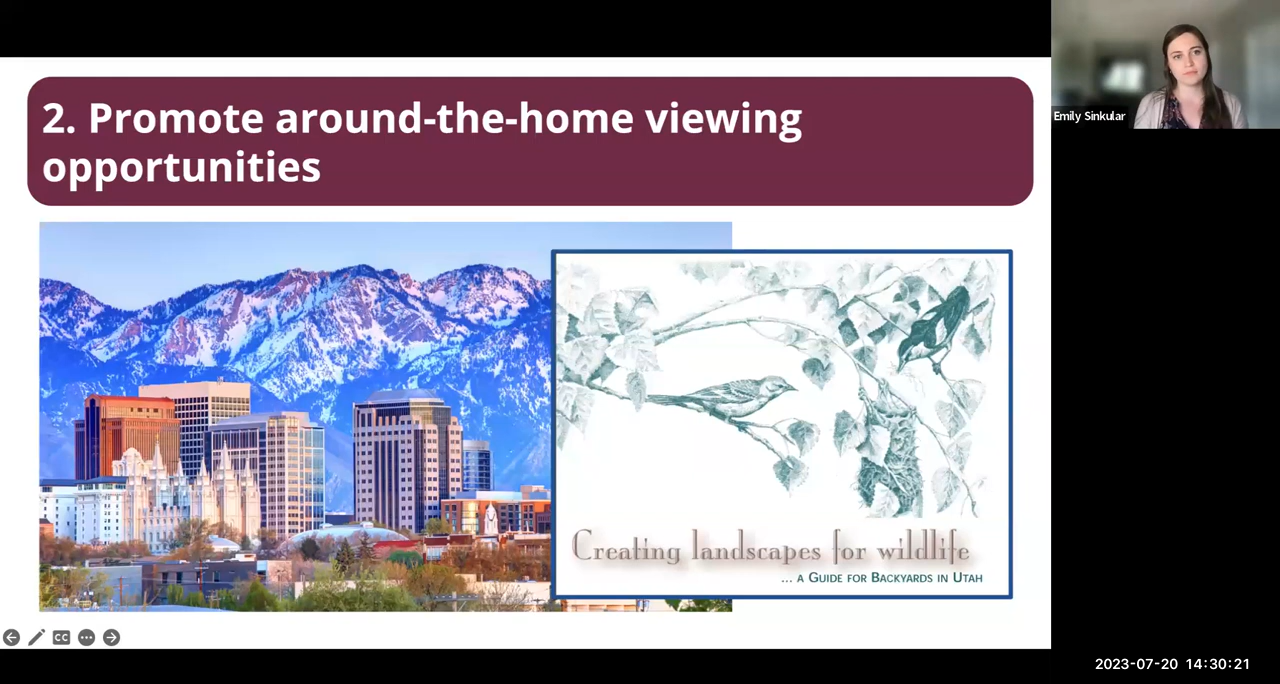 2. Promote around-the-home viewing
opportunities
Emily Sinkular
Creating landscapes for wildlife
... a Guide for Backyards in Utah
CC
2023-07-20 14:30:21